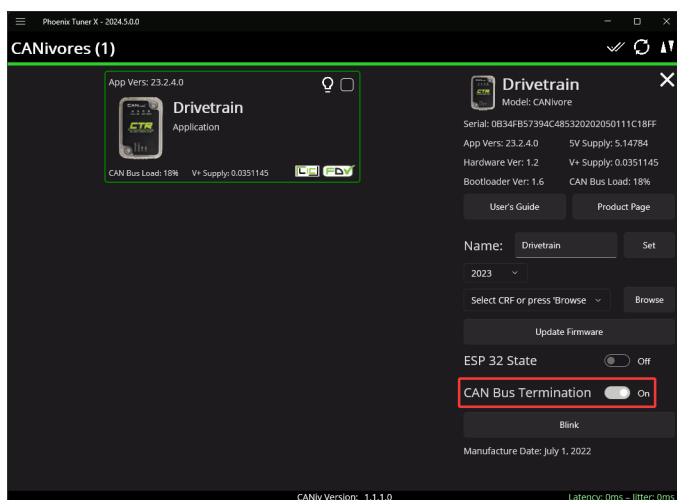 Phoenix Tuner X - 2024.5.0.0
CANivores (1)
App Vers: 23.2.4.0
Drivetrain
Application
CTR
CAN Bus Load: 18%   V+ Supply: 0.0351145
LIC FDV
Drivetrain
Model: CANivore
CTR
Serial: 0B34FB57394C485320202050111C18FF
App Vers: 23.2.4.0   5V Supply: 5.14784
Hardware Ver: 1.2   V+ Supply: 0.0351145
Bootloader Ver: 1.6   CAN Bus Load: 18%
User's Guide   Product Page
Name:   Drivetrain   Set
2023
Select CRF or press 'Browse   Browse
Update Firmware
ESP 32 State   Off
CAN Bus Termination   On
Blink
Manufacture Date: July 1, 2022
CANiv Version:   1.1.1.0   Latency: 0ms – Jitter: 0ms